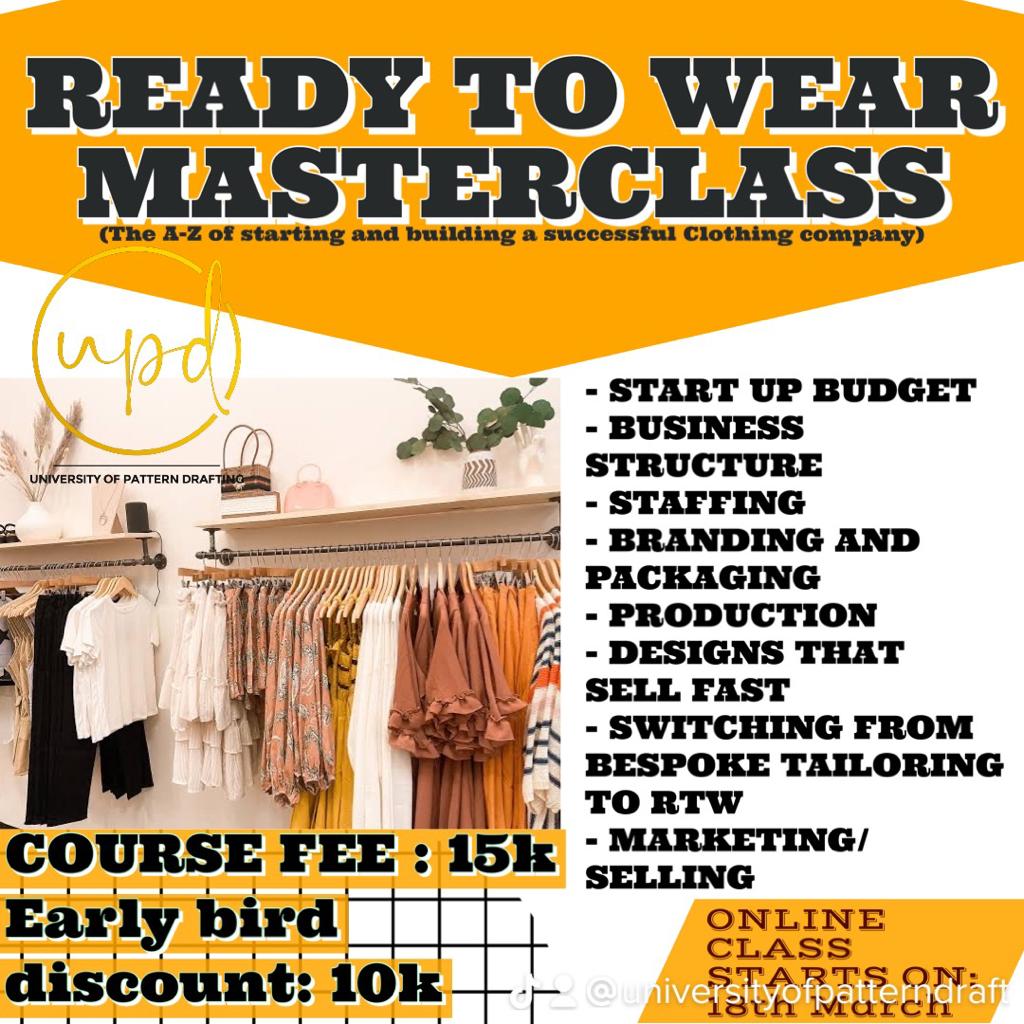 READY TO WEAR
MASTERCLASS
(The A-Z of starting and building a successful Clothing company)
upd
UNIVERSITY OF PATTERN DRAFTING
- START UP BUDGET
- BUSINESS
STRUCTURE
- STAFFING
- BRANDING AND
PACKAGING
- PRODUCTION
- DESIGNS THAT
SELL FAST
- SWITCHING FROM
BESPOKE TAILORING
TO RTW
- MARKETING/
SELLING
COURSE FEE : 15k
Early bird
discount: 10k
ONLINE
CLASS
STARTS ON:
18th March
@universityofpatterndraft